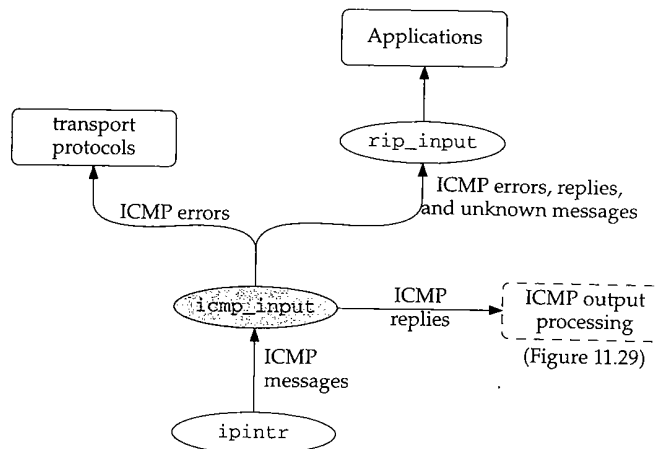 Applications
transport
protocols
rip_input
ICMP errors
ICMP errors, replies,
and unknown messages
icmp_input
ICMP
replies
ICMP output
processing
(Figure 11.29)
ICMP
messages
ipintr